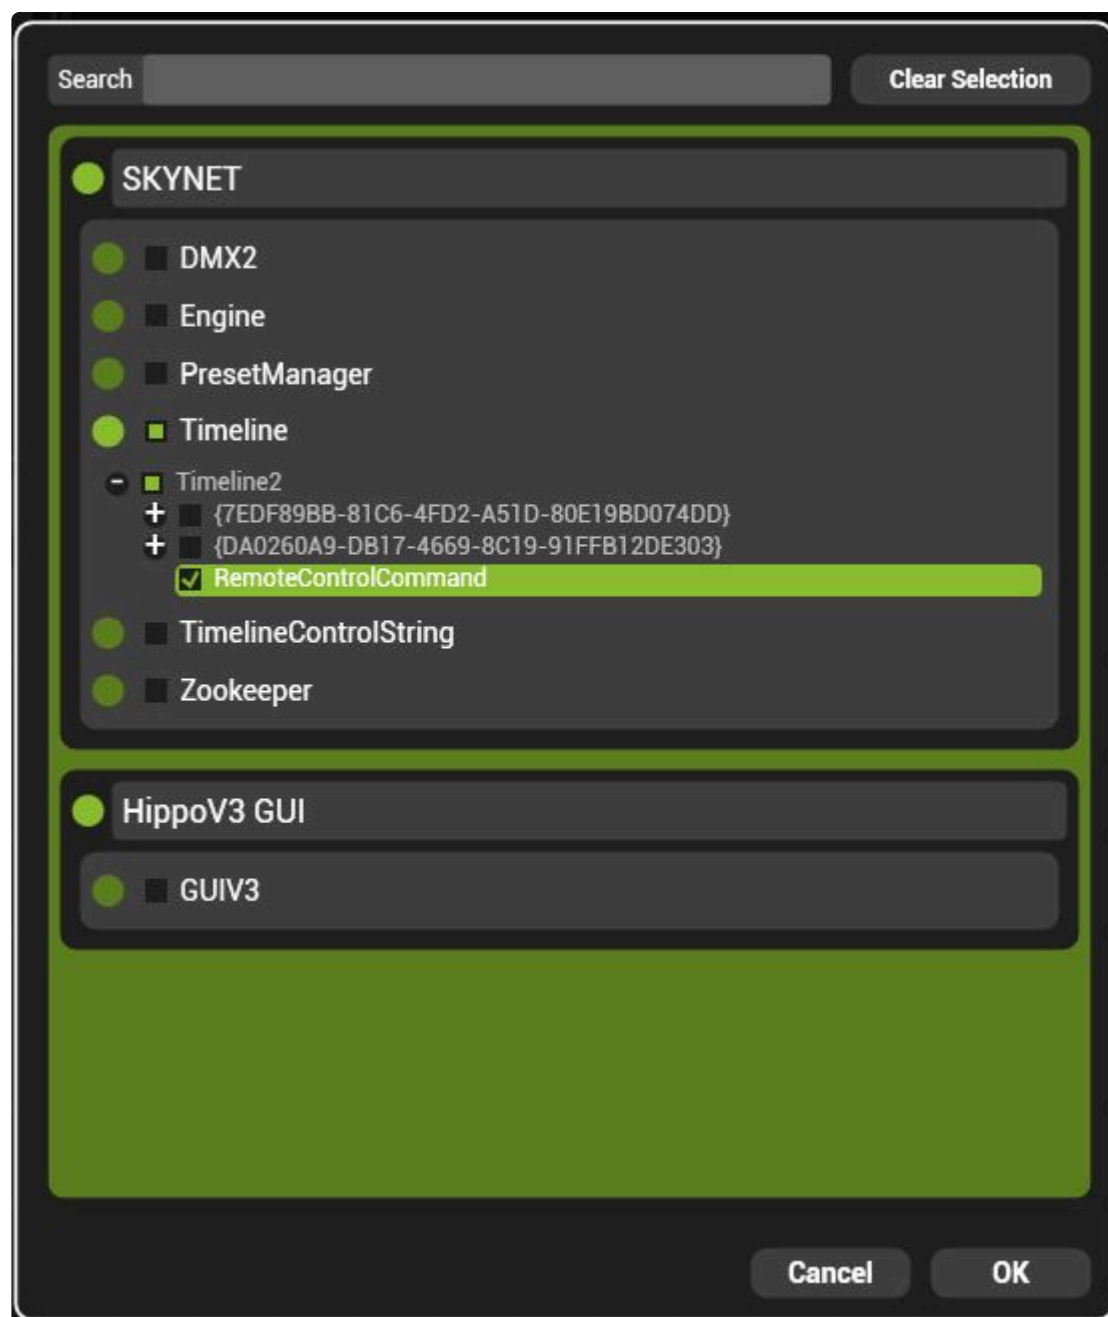 Search Clear Selection
SKYNET
DMX2
Engine
PresetManager
Timeline
Timeline2
{7EDF89BB-81C6-4FD2-A51D-80E19BD074DD}
{DA0260A9-DB17-4669-8C19-91FFB12DE303}
RemoteControlCommand
TimelineControlString
Zookeeper
HippoV3 GUI
GUIV3
Cancel OK